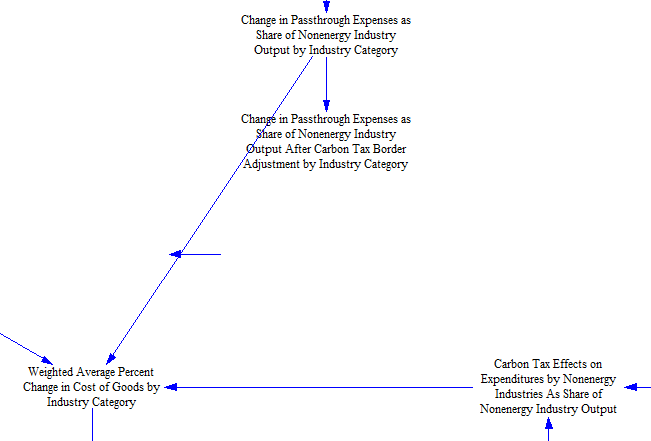 Change in Passthrough Expenses as
Share of Nonenergy Industry
Output by Industry Category
Change in Passthrough Expenses as
Share of Nonenergy Industry
Output After Carbon Tax Border
Adjustment by Industry Category
Weighted Average Percent
Change in Cost of Goods by
Industry Category
Carbon Tax Effects on
Expenditures by Nonenergy
Industries As Share of
Nonenergy Industry Output